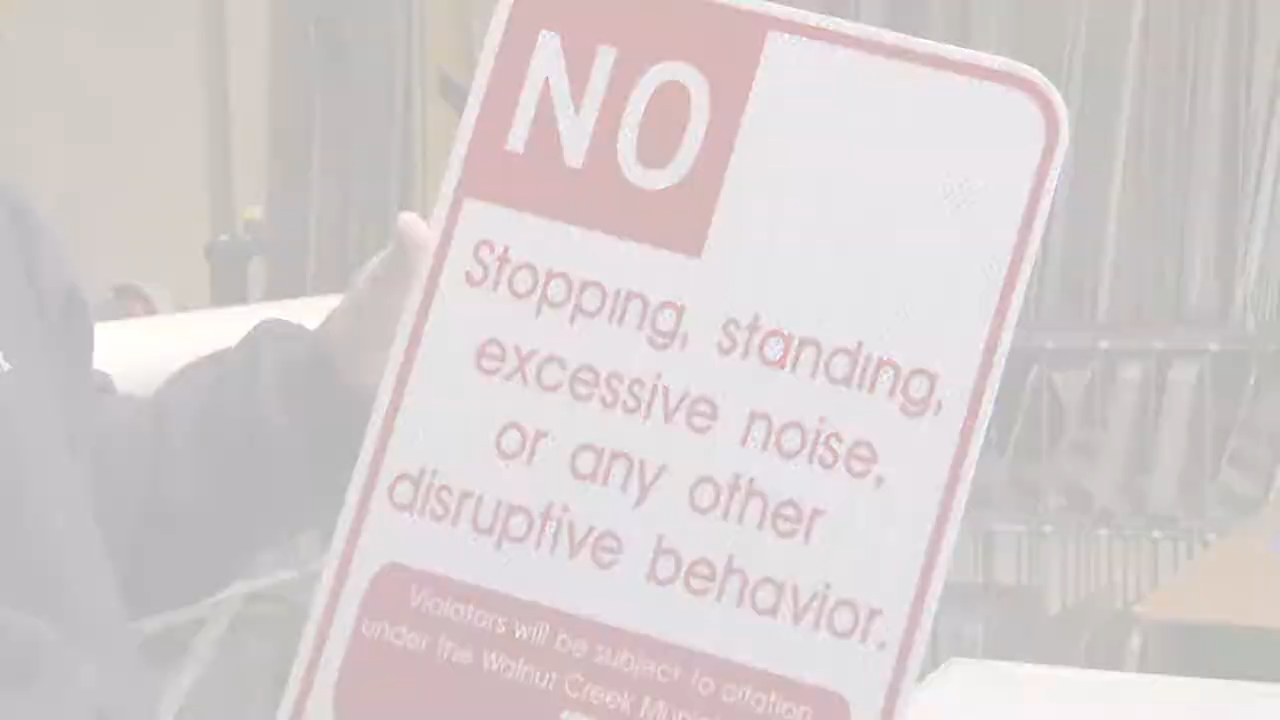 NO
Stopping, standing,
excessive noise,
or any other
disruptive behavior.
Violators will be subject to citation
under the Walnut Creek